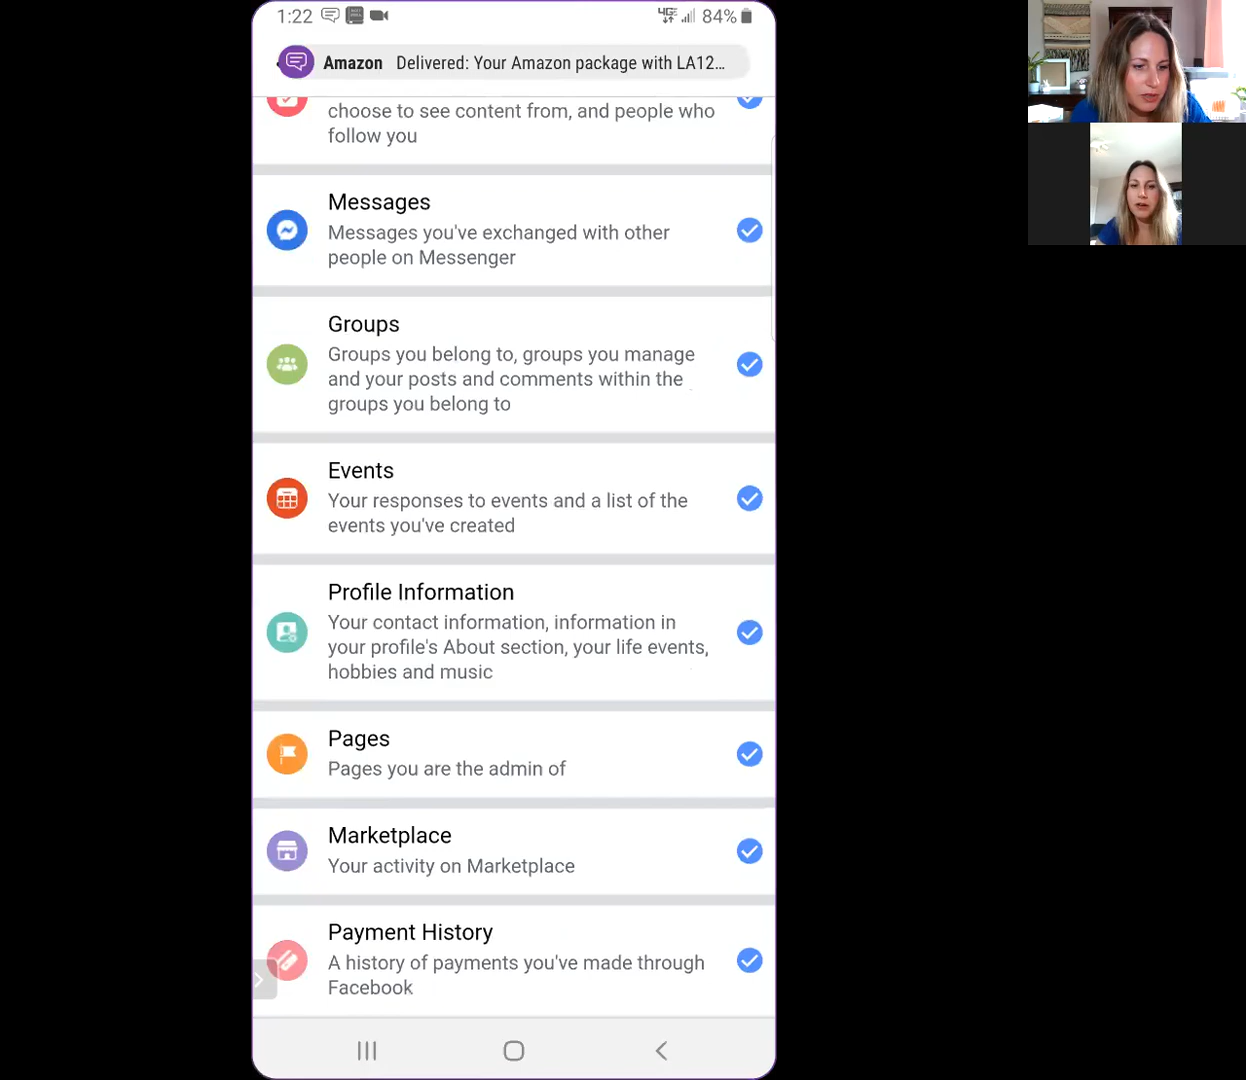 1:22 84%
Amazon Delivered: Your Amazon package with LA12...
choose to see content from, and people who
follow you
Messages
Messages you've exchanged with other
people on Messenger
Groups
Groups you belong to, groups you manage
and your posts and comments within the
groups you belong to
Events
Your responses to events and a list of the
events you've created
Profile Information
Your contact information, information in
your profile's About section, your life events,
hobbies and music
Pages
Pages you are the admin of
Marketplace
Your activity on Marketplace
Payment History
A history of payments you've made through
Facebook